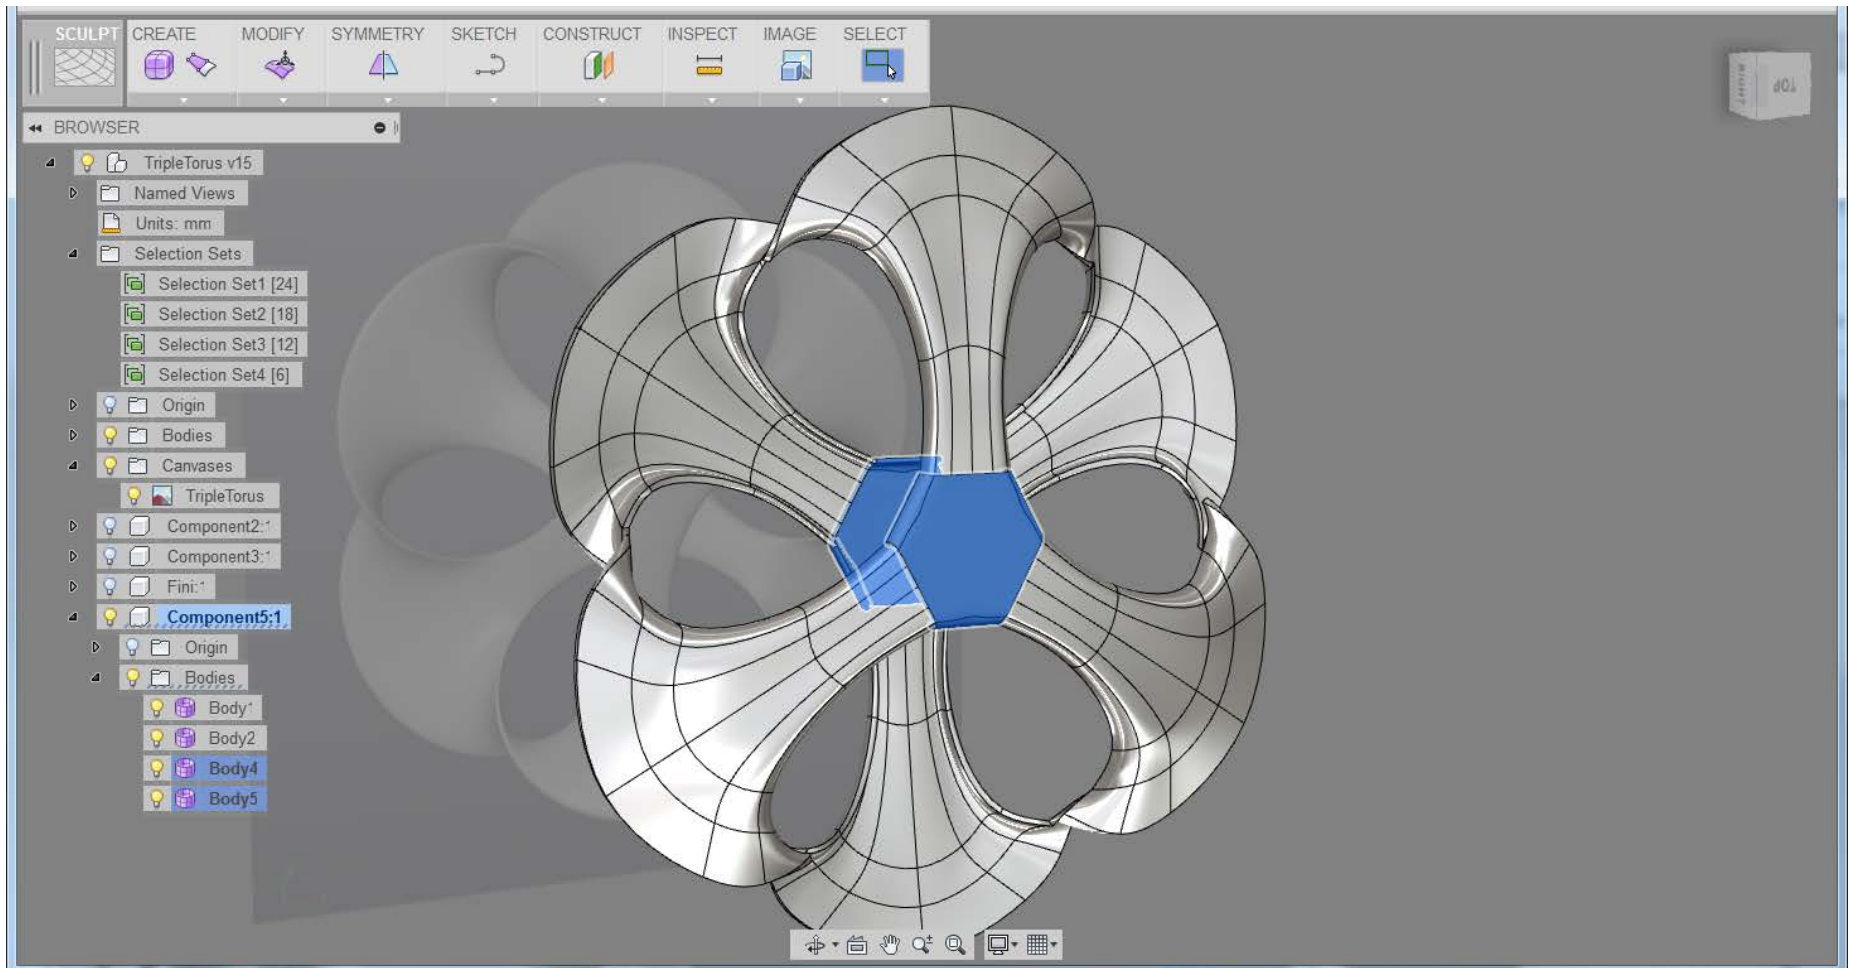 SCULPT CREATE MODIFY SYMMETRY SKETCH CONSTRUCT INSPECT IMAGE SELECT
RIGHT TOP
BROWSER
TripleTorus v15
Named Views
Units: mm
Selection Sets
Selection Set1 [24]
Selection Set2 [18]
Selection Set3 [12]
Selection Set4 [6]
Origin
Bodies
Canvases
TripleTorus
Component2:1
Component3:1
Fini:1
Component5:1
Origin
Bodies
Body1
Body2
Body4
Body5